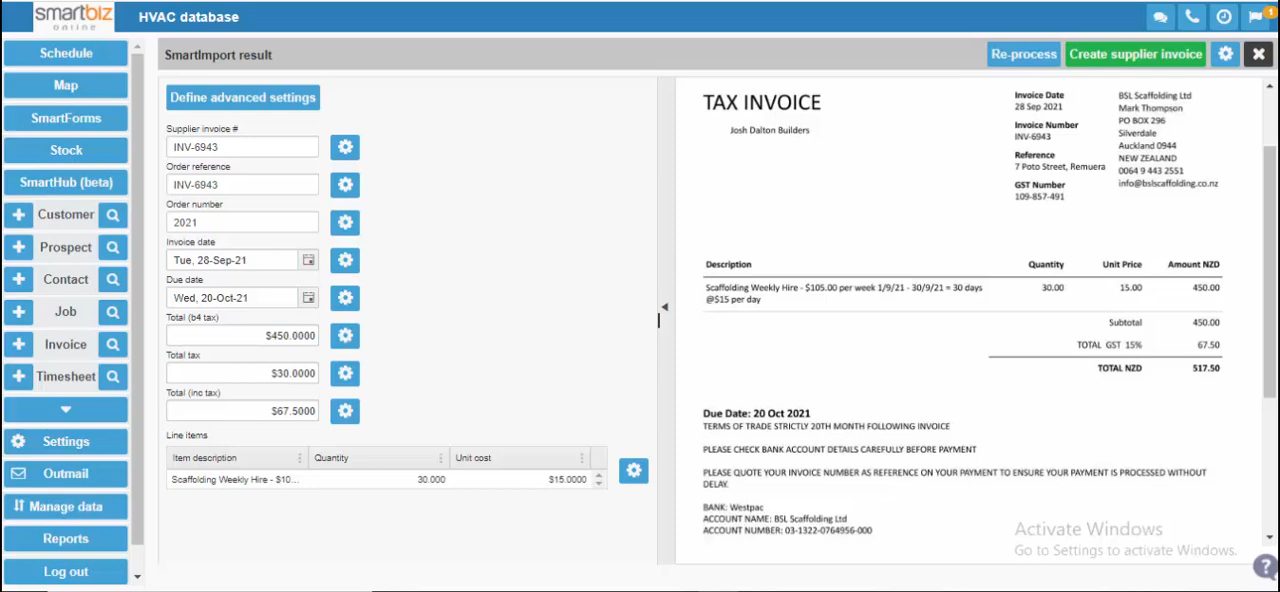 smartbiz
online
HVAC database
1
Schedule
Map
SmartForms
Stock
SmartHub (beta)
Customer
Prospect
Contact
Job
Invoice
Timesheet
Settings
Outmail
Manage data
Reports
Log out
SmartImport result
Re-process
Create supplier invoice
Define advanced settings
Supplier invoice #
INV-6943
Order reference
INV-6943
Order number
2021
Invoice date
Tue, 28-Sep-21
Due date
Wed, 20-Oct-21
Total (b4 tax)
$450.0000
Total tax
$30.0000
Total (inc tax)
$67.5000
Line items
Item description Quantity Unit cost
Scaffolding Weekly Hire - $10... 30.000 $15.0000
TAX INVOICE
Josh Dalton Builders
Invoice Date
28 Sep 2021
Invoice Number
INV-6943
Reference
7 Poto Street, Remuera
GST Number
109-857-491
BSL Scaffolding Ltd
Mark Thompson
PO BOX 296
Silverdale
Auckland 0944
NEW ZEALAND
0064 9 443 2551
info@bslscaffolding.co.nz
Description Quantity Unit Price Amount NZD
Scaffolding Weekly Hire - $105.00 per week 1/9/21 - 30/9/21 = 30 days 30.00 15.00 450.00
@$15 per day
Subtotal 450.00
TOTAL GST 15% 67.50
TOTAL NZD 517.50
Due Date: 20 Oct 2021
TERMS OF TRADE STRICTLY 20TH MONTH FOLLOWING INVOICE
PLEASE CHECK BANK ACCOUNT DETAILS CAREFULLY BEFORE PAYMENT
PLEASE QUOTE YOUR INVOICE NUMBER AS REFERENCE ON YOUR PAYMENT TO ENSURE YOUR PAYMENT IS PROCESSED WITHOUT
DELAY.
BANK: Westpac
ACCOUNT NAME: BSL Scaffolding Ltd
ACCOUNT NUMBER: 03-1322-0764956-000
Activate Windows
Go to Settings to activate Windows.
?